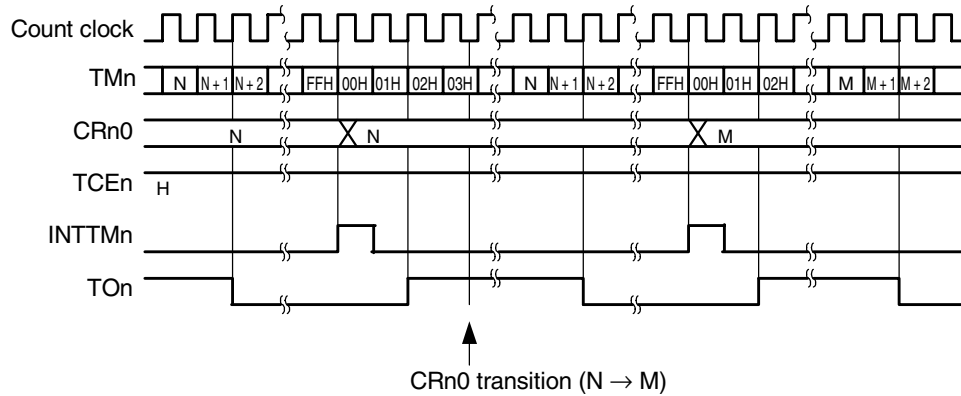 Count clock
TMn N N + 1 N + 2 FFH 00H 01H 02H 03H N N + 1 N + 2 FFH 00H 01H 02H M M + 1 M + 2
CRn0 N N M
TCEn H
INTTMn
TOn
CRn0 transition (N → M)